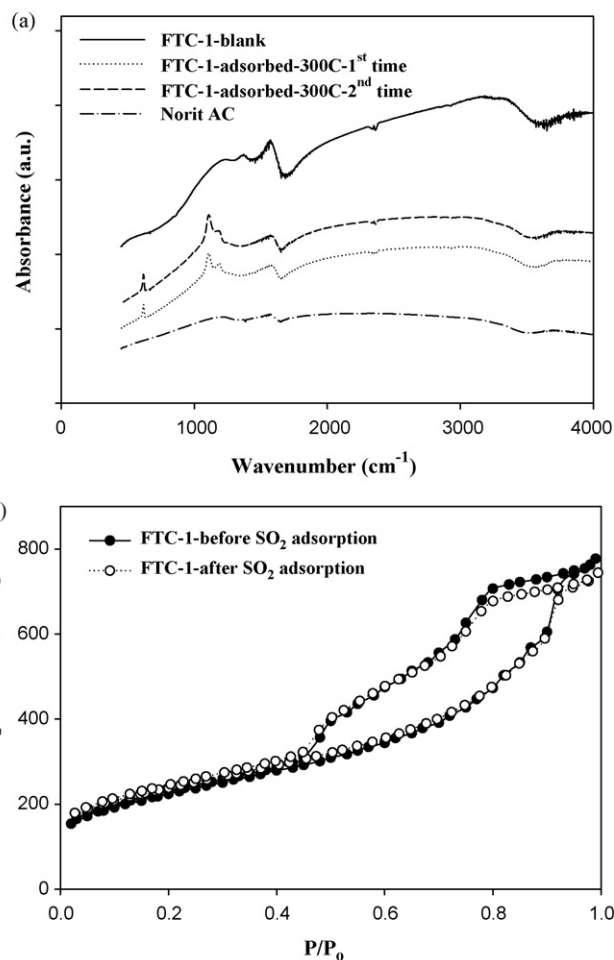 (a)
FTC-1-blank
FTC-1-adsorbed-300C-1st time
FTC-1-adsorbed-300C-2nd time
Norit AC
Absorbance (a.u.)
0 1000 2000 3000 4000
Wavenumber (cm-1)
)
FTC-1-before SO2 adsorption
FTC-1-after SO2 adsorption
800
600
400
200
0
0.0 0.2 0.4 0.6 0.8 1.0
P/Po